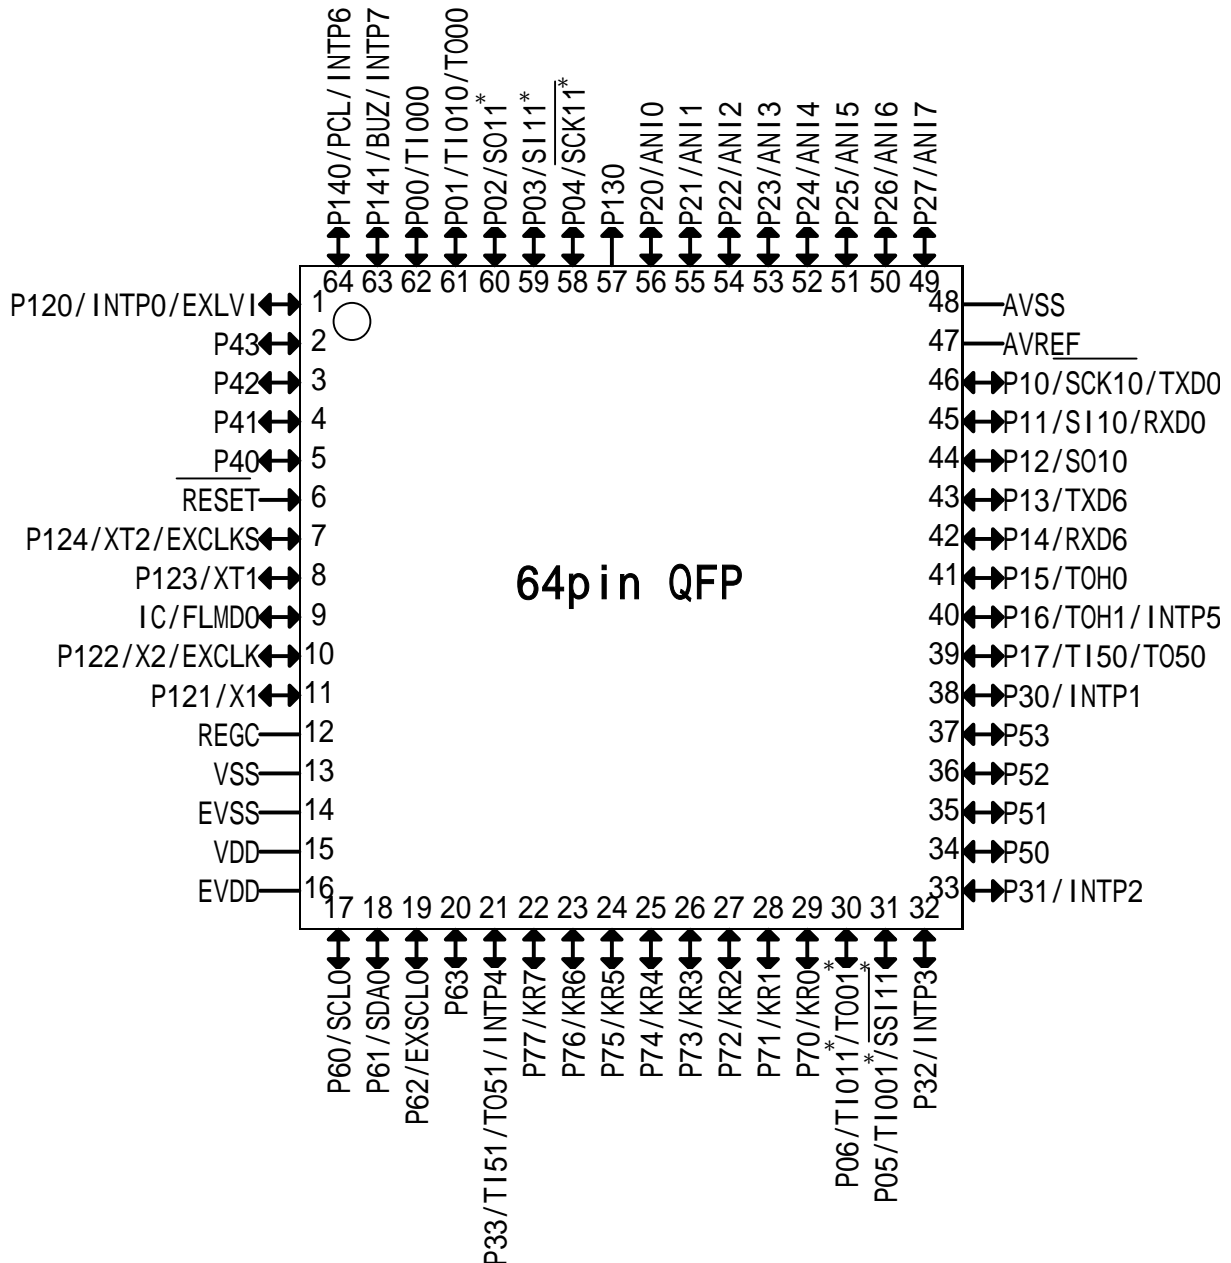 P140/PCL/INTP6
P141/BUZ/INTP7
P00/TI000
P01/TI010/TO00
P02/SO11*
P03/SI11*
P04/SCK11*
P130
P20/ANI0
P21/ANI1
P22/ANI2
P23/ANI3
P24/ANI4
P25/ANI5
P26/ANI6
P27/ANI7
64 63 62 61 60 59 58 57 56 55 54 53 52 51 50 49
P120/INTP0/EXLVI 1
P43 2
P42 3
P41 4
P40 5
RESET 6
P124/XT2/EXCLKS 7
P123/XT1 8
IC/FLMD0 9
P122/X2/EXCLK 10
P121/X1 11
REGC 12
VSS 13
EVSS 14
VDD 15
EVDD 16
64pin QFP
48 AVSS
47 AVREF
46 P10/SCK10/TXD0
45 P11/SI10/RXD0
44 P12/SO10
43 P13/TXD6
42 P14/RXD6
41 P15/TOH0
40 P16/TOH1/INTP5
39 P17/TI50/TO50
38 P30/INTP1
37 P53
36 P52
35 P51
34 P50
33 P31/INTP2
17 18 19 20 21 22 23 24 25 26 27 28 29 30 31 32
P60/SCL0
P61/SDA0
P62/EXSCL0
P63
P33/TI51/TO51/INTP4
P77/KR7
P76/KR6
P75/KR5
P74/KR4
P73/KR3
P72/KR2
P71/KR1
P70/KR0
P06/TI011*/TO01*
P05/TI001*/SSI11*
P32/INTP3